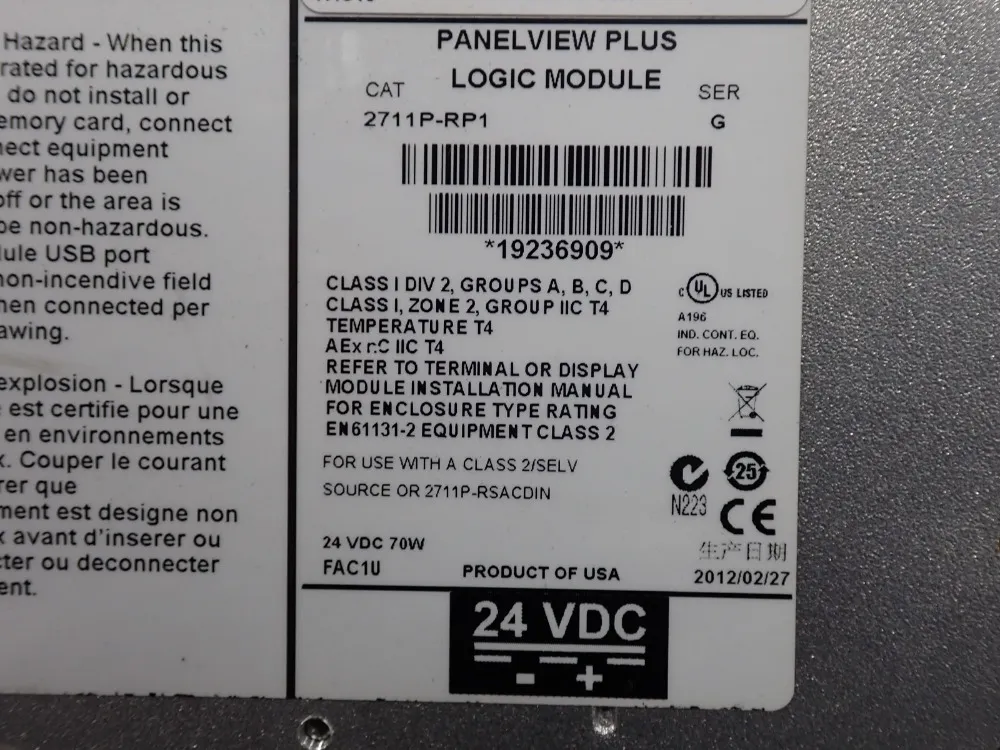 Hazard - When this
rated for hazardous
do not install or
emory card, connect
nect equipment
wer has been
off or the area is
be non-hazardous.
ule USB port
non-incendive field
hen connected per
awing.
explosion - Lorsque
est certifie pour une
en environnements
x. Couper le courant
rer que
ment est designe non
x avant d'inserer ou
cter ou deconnecter
ent.
PANELVIEW PLUS
LOGIC MODULE
CAT
SER
2711P-RP1
G
*19236909*
CLASS I DIV 2, GROUPS A, B, C, D
CLASS I, ZONE 2, GROUP IIC T4
TEMPERATURE T4
AEx nC IIC T4
REFER TO TERMINAL OR DISPLAY
MODULE INSTALLATION MANUAL
FOR ENCLOSURE TYPE RATING
EN61131-2 EQUIPMENT CLASS 2
FOR USE WITH A CLASS 2/SELV
SOURCE OR 2711P-RSACDIN
24 VDC 70W
FAC1U
PRODUCT OF USA
C UL US LISTED
A196
IND. CONT. EQ.
FOR HAZ. LOC.
25
N223
CE
生产日期
2012/02/27
24 VDC
- +